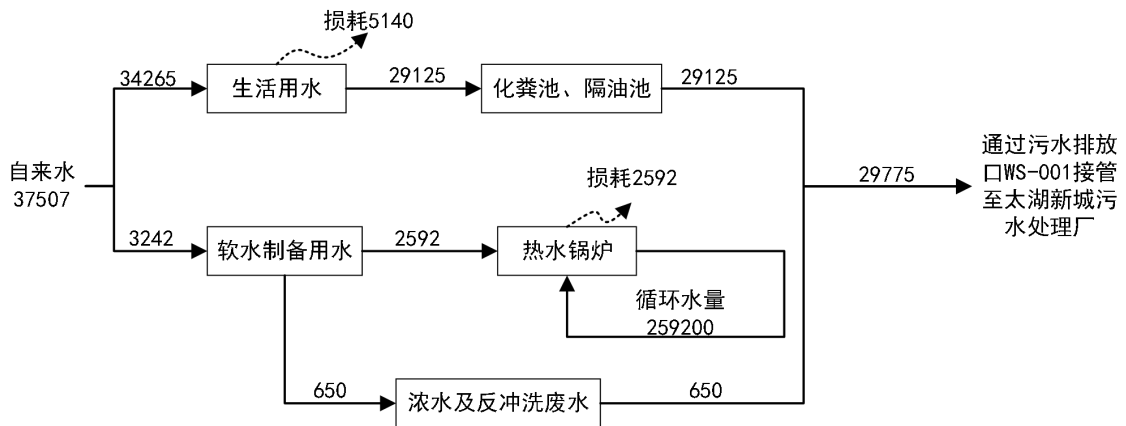 损耗5140
34265
生活用水
29125
化粪池、隔油池
29125
自来水
37507
通过污水排放
口WS-001接管
至太湖新城污
水处理厂
29775
损耗2592
3242
软水制备用水
2592
热水锅炉
循环水量
259200
650
浓水及反冲洗废水
650